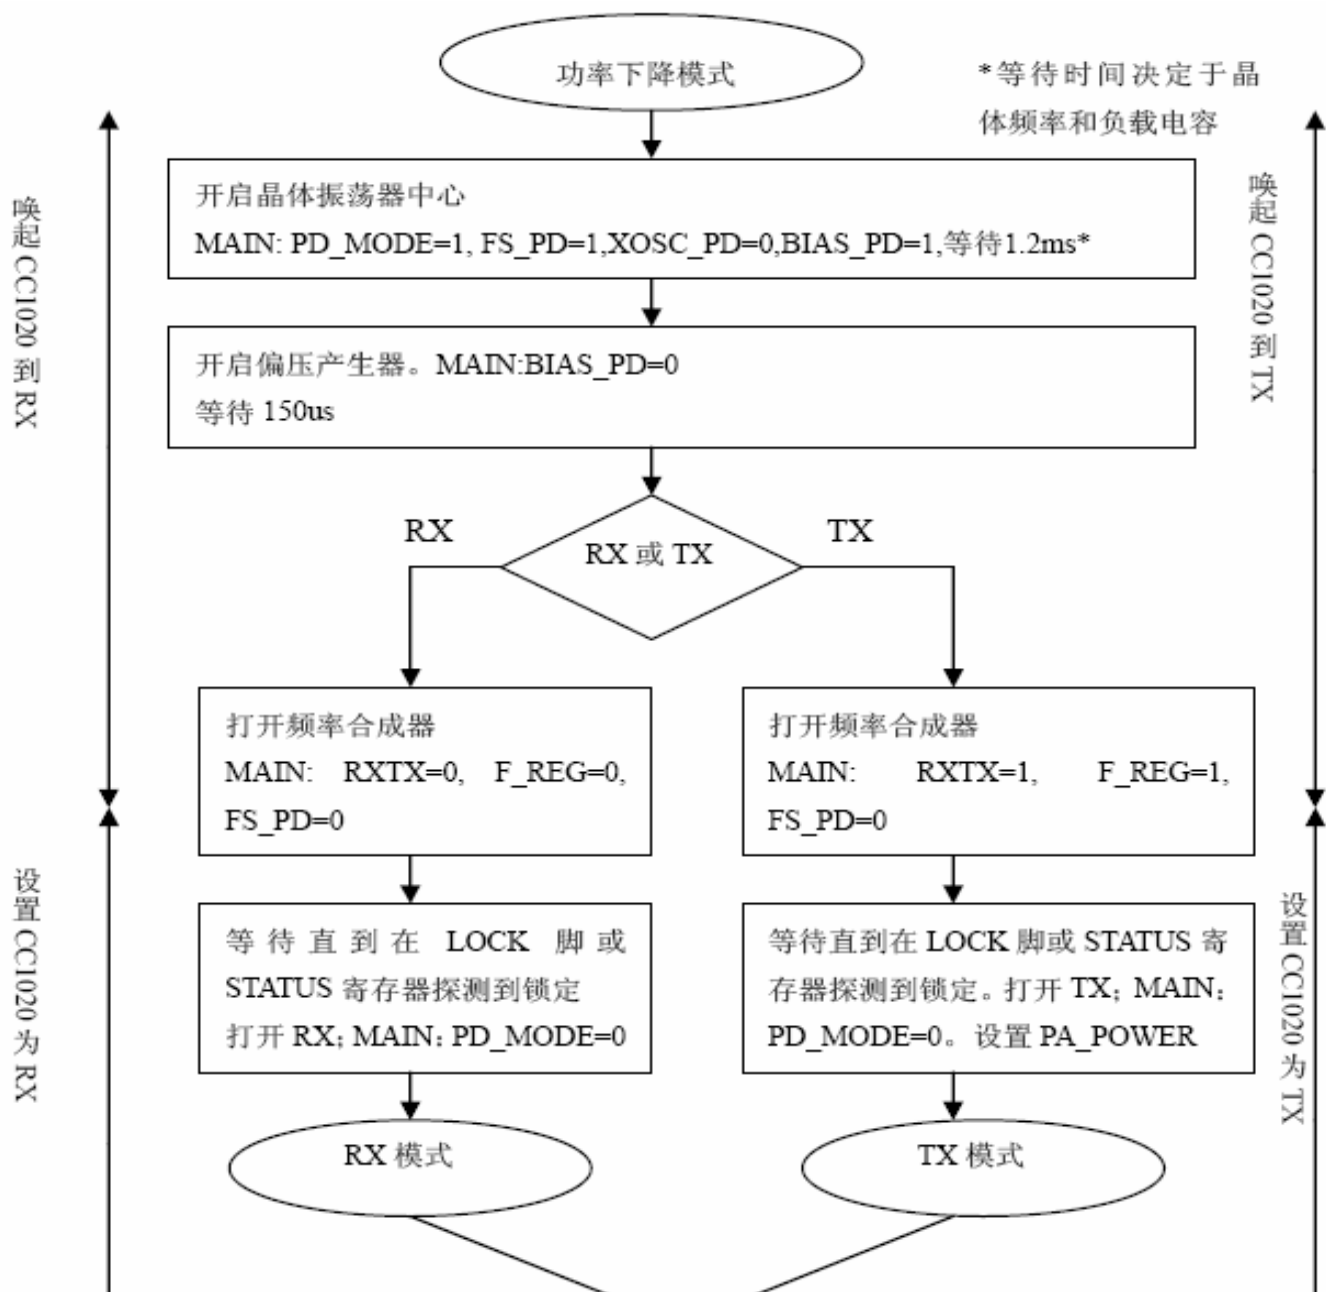 功率下降模式
*等待时间决定于晶
体频率和负载电容
开启晶体振荡器中心
MAIN: PD_MODE=1, FS_PD=1,XOSC_PD=0,BIAS_PD=1,等待1.2ms*
唤起 CC1020 到 RX
唤起 CC1020 到 TX
开启偏压产生器。MAIN:BIAS_PD=0
等待 150us
RX
RX 或 TX
TX
打开频率合成器
MAIN: RXTX=0, F_REG=0,
FS_PD=0
打开频率合成器
MAIN: RXTX=1, F_REG=1,
FS_PD=0
设置 CC1020 为 RX
等待直到在 LOCK 脚或
STATUS 寄存器探测到锁定
打开 RX; MAIN: PD_MODE=0
等待直到在 LOCK 脚或 STATUS 寄
存器探测到锁定。打开 TX; MAIN:
PD_MODE=0。设置 PA_POWER
设置 CC1020 为 TX
RX 模式
TX 模式